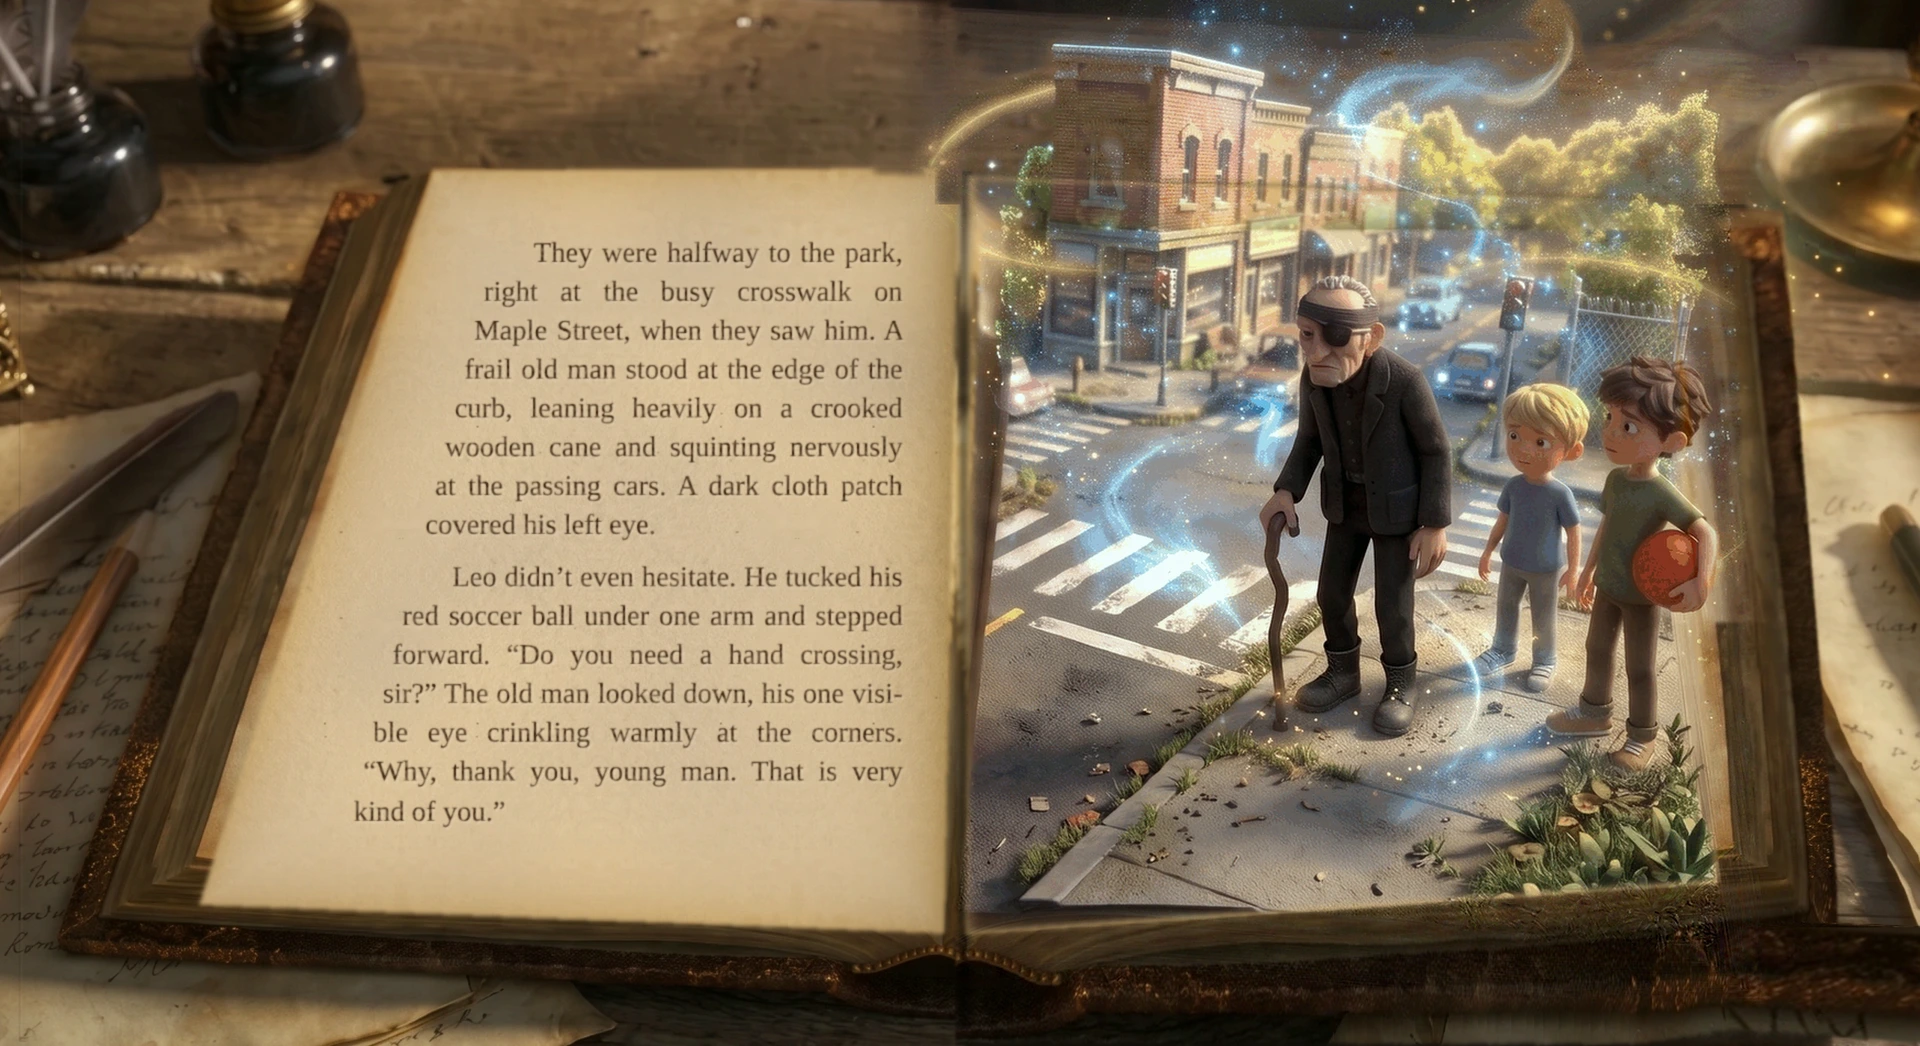 They were halfway to the park,
right at the busy crosswalk on
Maple Street, when they saw him. A
frail old man stood at the edge of the
curb, leaning heavily on a crooked
wooden cane and squinting nervously
at the passing cars. A dark cloth patch
covered his left eye.
Leo didn’t even hesitate. He tucked his
red soccer ball under one arm and stepped
forward. “Do you need a hand crossing,
sir?” The old man looked down, his one visi-
ble eye crinkling warmly at the corners.
“Why, thank you, young man. That is very
kind of you.”